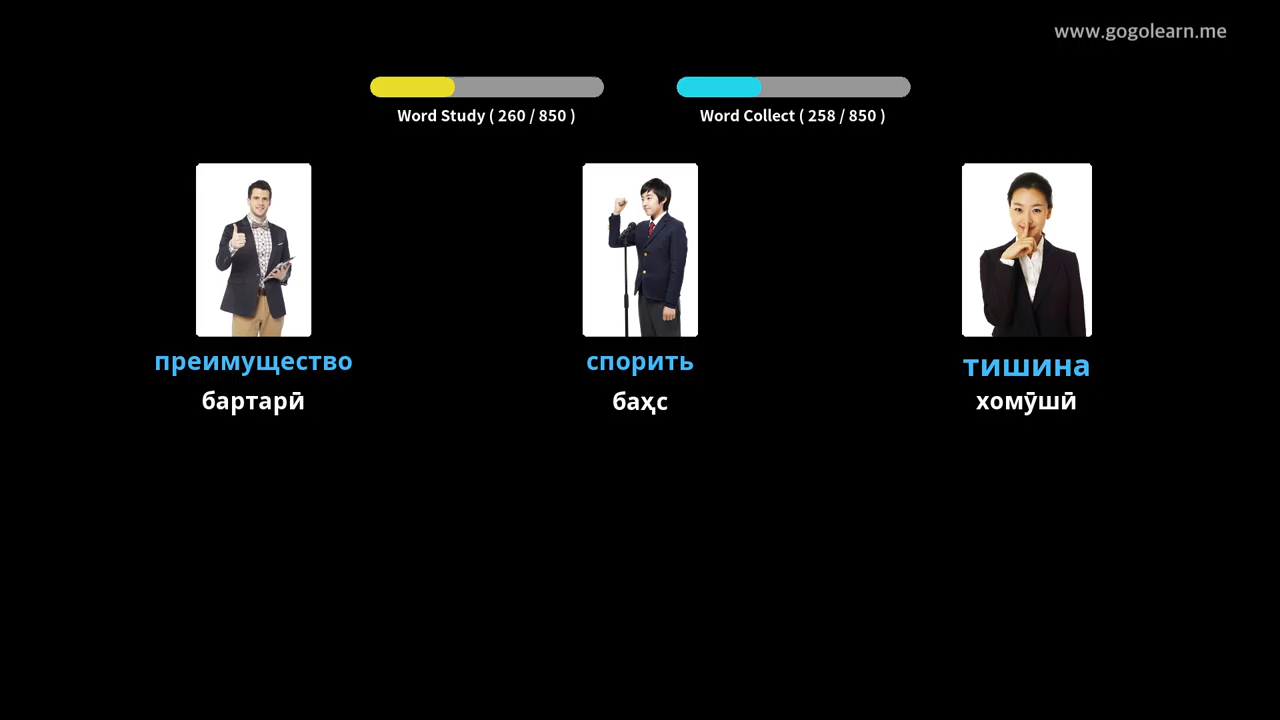 www.gogolearn.me
Word Study ( 260 / 850 )
Word Collect ( 258 / 850 )
преимущество
спорить
тишина
бартарӣ
баҳс
хомӯшӣ